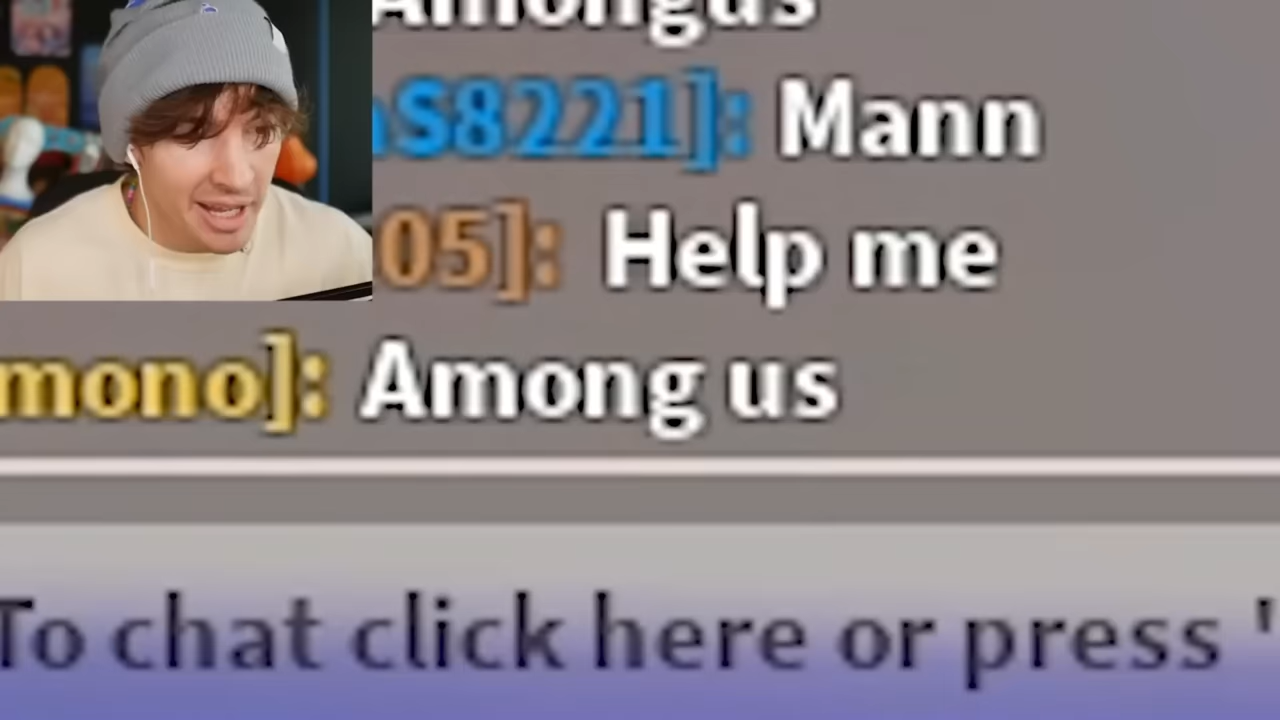 Amongus
S8221]: Mann
05]: Help me
mono]: Among us
To chat click here or press '